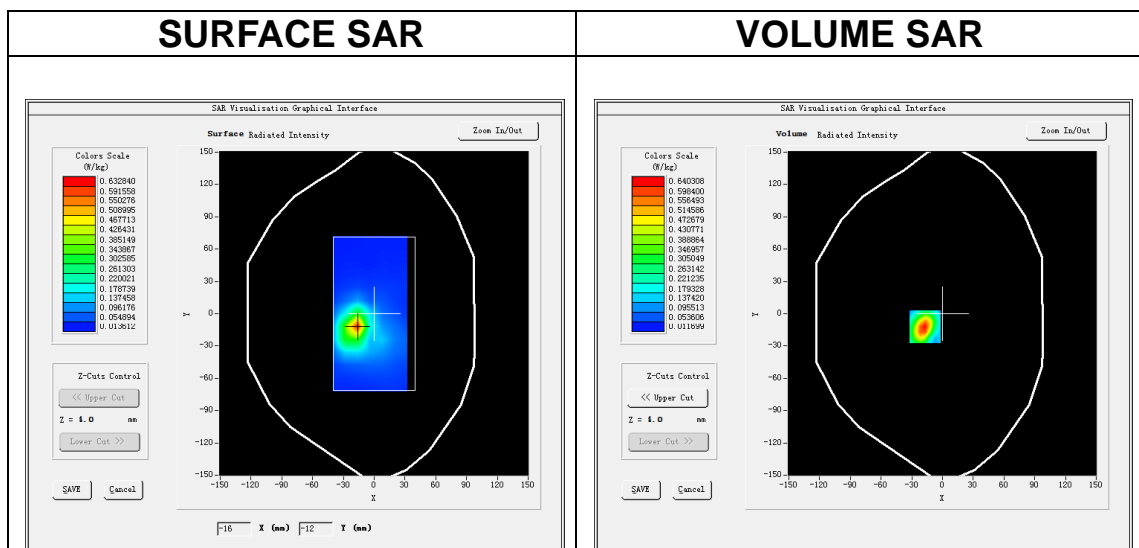 SURFACE SAR
VOLUME SAR
SAR Visualisation Graphical Interface
Surface Radiated Intensity
Zoom In/Out
Colors Scale
(W/kg)
0.632840
0.591558
0.550276
0.508995
0.467713
0.426431
0.385149
0.343867
0.302585
0.261303
0.220021
0.178739
0.137458
0.096176
0.054894
0.013612
150
120
90
60
30
0
-30
-60
-90
-120
-150
Y
-150 -120 -90 -60 -30 0 30 60 90 120 150
X
Z-Cuts Control
<< Upper Cut
Z = 4.0 mm
Lower Cut >>
SAVE Cancel
-16 X (mm) -12 Y (mm)
SAR Visualisation Graphical Interface
Volume Radiated Intensity
Zoom In/Out
Colors Scale
(W/kg)
0.640308
0.598400
0.556493
0.514586
0.472679
0.430771
0.388864
0.346957
0.305049
0.263142
0.221235
0.179328
0.137420
0.095513
0.053606
0.011699
150
120
90
60
30
0
-30
-60
-90
-120
-150
Y
-150 -120 -90 -60 -30 0 30 60 90 120 150
X
Z-Cuts Control
<< Upper Cut
Z = 4.0 mm
Lower Cut >>
SAVE Cancel